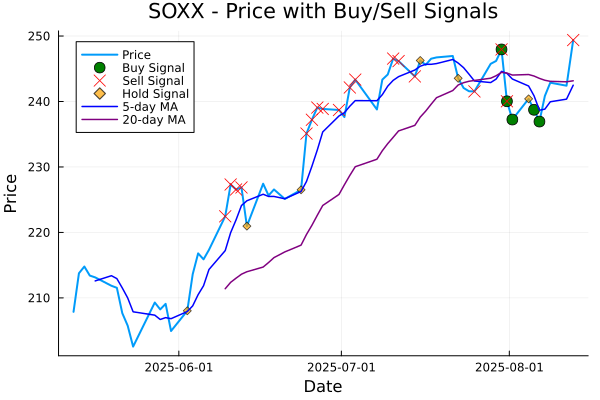 SOXX - Price with Buy/Sell Signals
250
240
230
220
210
Price
Price
Buy Signal
Sell Signal
Hold Signal
5-day MA
20-day MA
2025-06-01
2025-07-01
2025-08-01
Date